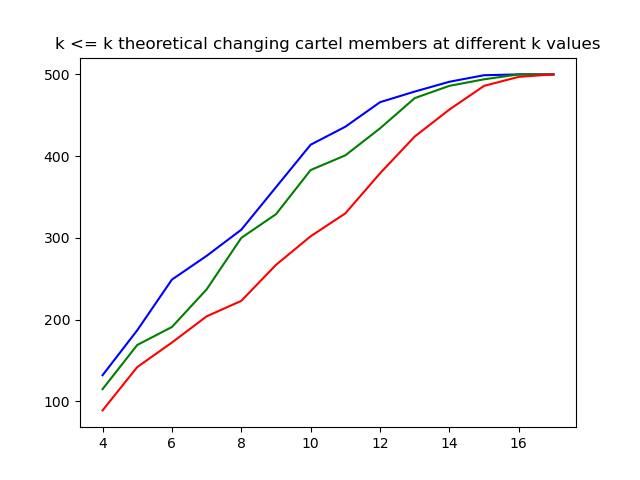 k <= k theoretical changing cartel members at different k values
500
400
300
200
100
4 6 8 10 12 14 16